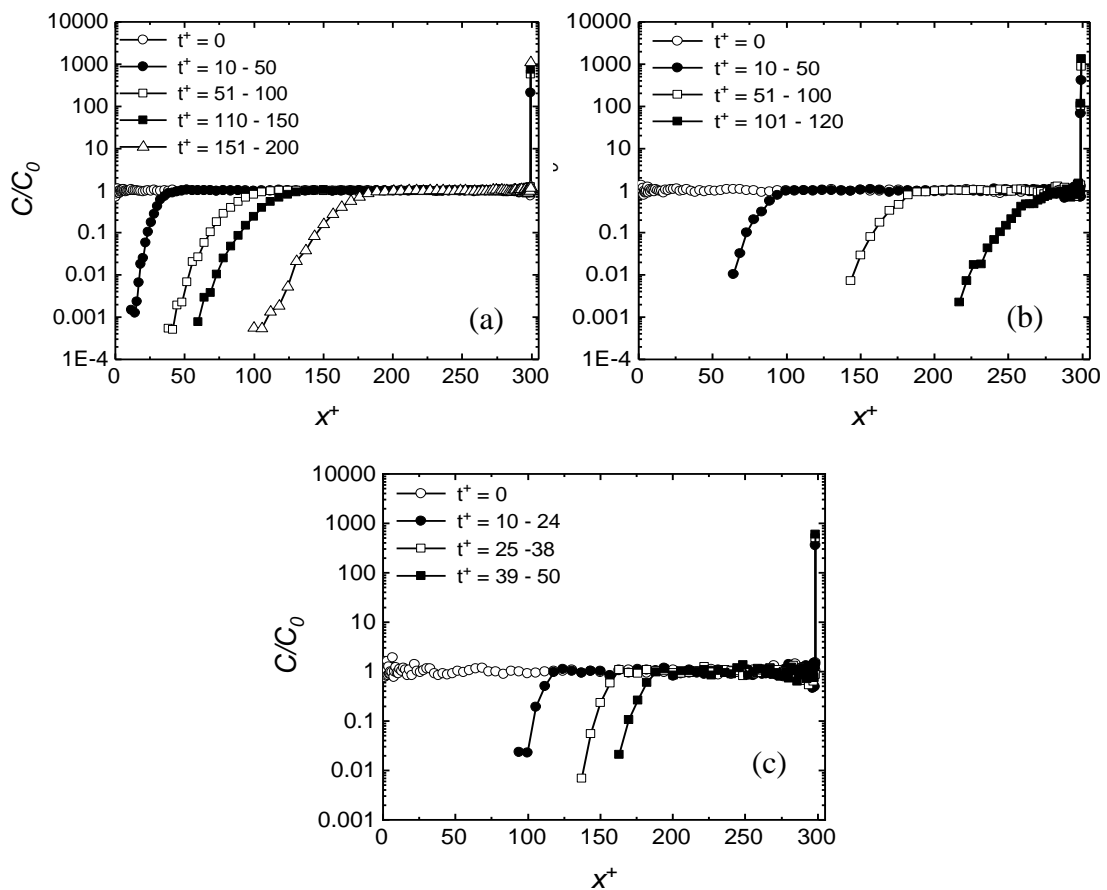 10000
1000
100
10
1
0.1
0.01
0.001
1E-4
C/C0
t+ = 0
t+ = 10 - 50
t+ = 51 - 100
t+ = 110 - 150
t+ = 151 - 200
(a)
0 50 100 150 200 250 300
x+
10000
1000
100
10
1
0.1
0.01
0.001
1E-4
t+ = 0
t+ = 10 - 50
t+ = 51 - 100
t+ = 101 - 120
(b)
0 50 100 150 200 250 300
x+
10000
1000
100
10
1
0.1
0.01
0.001
C/C0
t+ = 0
t+ = 10 - 24
t+ = 25 -38
t+ = 39 - 50
(c)
0 50 100 150 200 250 300
x+